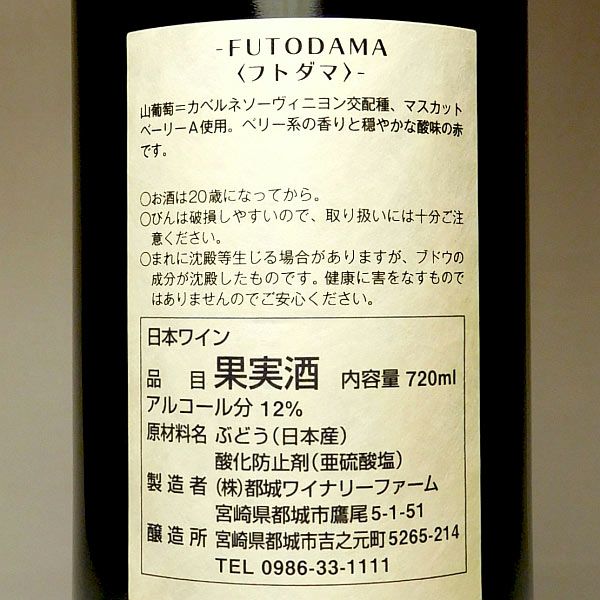 -FUTODAMA
〈フトダマ〉-
山葡萄=カベルネソーヴィニヨン交配種、マスカット
ベーリーA使用。ベリー系の香りと穏やかな酸味の赤
です。
○お酒は20歳になってから。
○びんは破損しやすいので、取り扱いには十分ご注
意ください。
○まれに沈殿等生じる場合がありますが、ブドウの
成分が沈殿したものです。健康に害をなすもので
はありませんのでご安心ください。
日本ワイン
品 目 果実酒 内容量 720ml
アルコール分 12%
原材料名 ぶどう(日本産)
酸化防止剤(亜硫酸塩)
製造者 (株)都城ワイナリーファーム
宮崎県都城市鷹尾5-1-51
醸造所 宮崎県都城市吉之元町5265-214
TEL 0986-33-1111